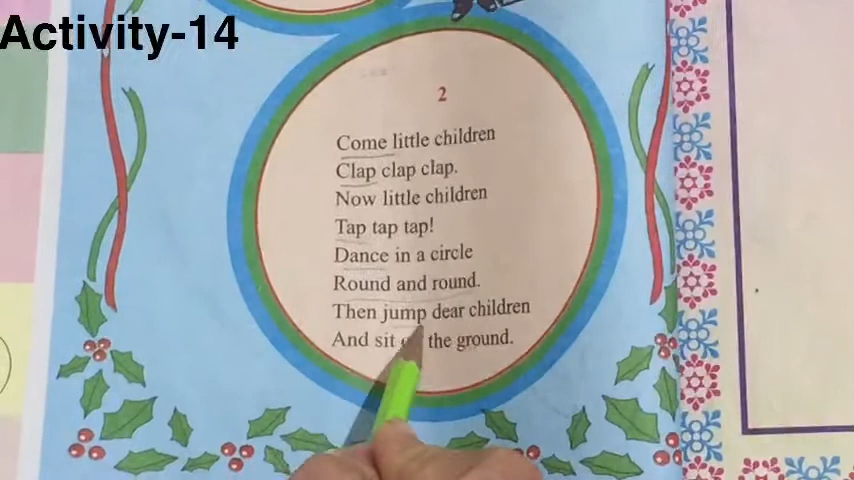 Activity-14
2
Come little children
Clap clap clap.
Now little children
Tap tap tap!
Dance in a circle
Round and round.
Then jump dear children
And sit the ground.